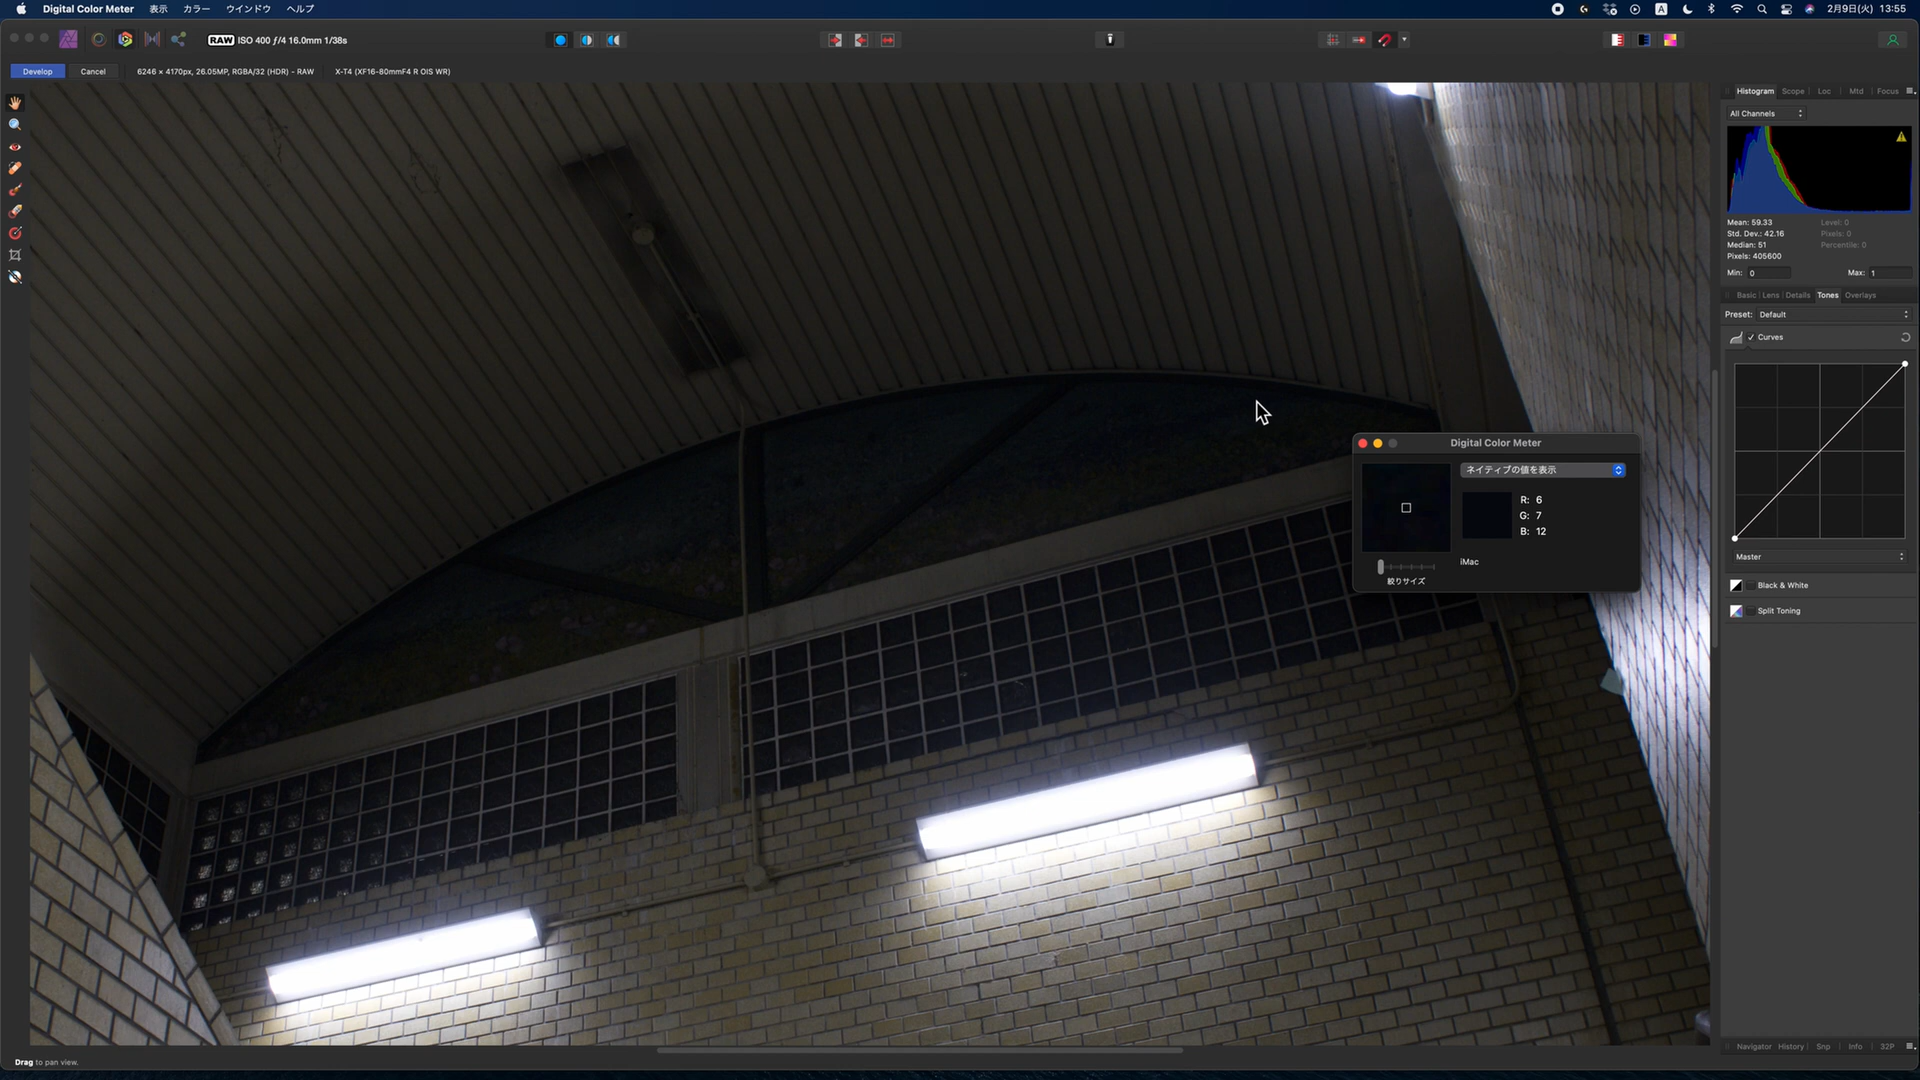 Digital Color Meter 表示 カラー ウインドウ ヘルプ A 2月9日(火) 13:55
RAW ISO 400 ƒ/4 16.0mm 1/38s
Develop Cancel 6246 × 4170px, 26.05MP, RGBA/32 (HDR) - RAW X-T4 (XF16-80mmF4 R OIS WR)
Histogram Scope Loc Mtd Focus
All Channels
Mean: 59.33 Level: 0
Std. Dev.: 42.16 Pixels: 0
Median: 51 Percentile: 0
Pixels: 405600
Min: 0 Max: 1
Basic Lens Details Tones Overlays
Preset: Default
Curves
Master
Black & White
Split Toning
Digital Color Meter
ネイティブの値を表示
R: 6
G: 7
B: 12
iMac
絞りサイズ
Navigator History Snp Info 32P
Drag to pan view.